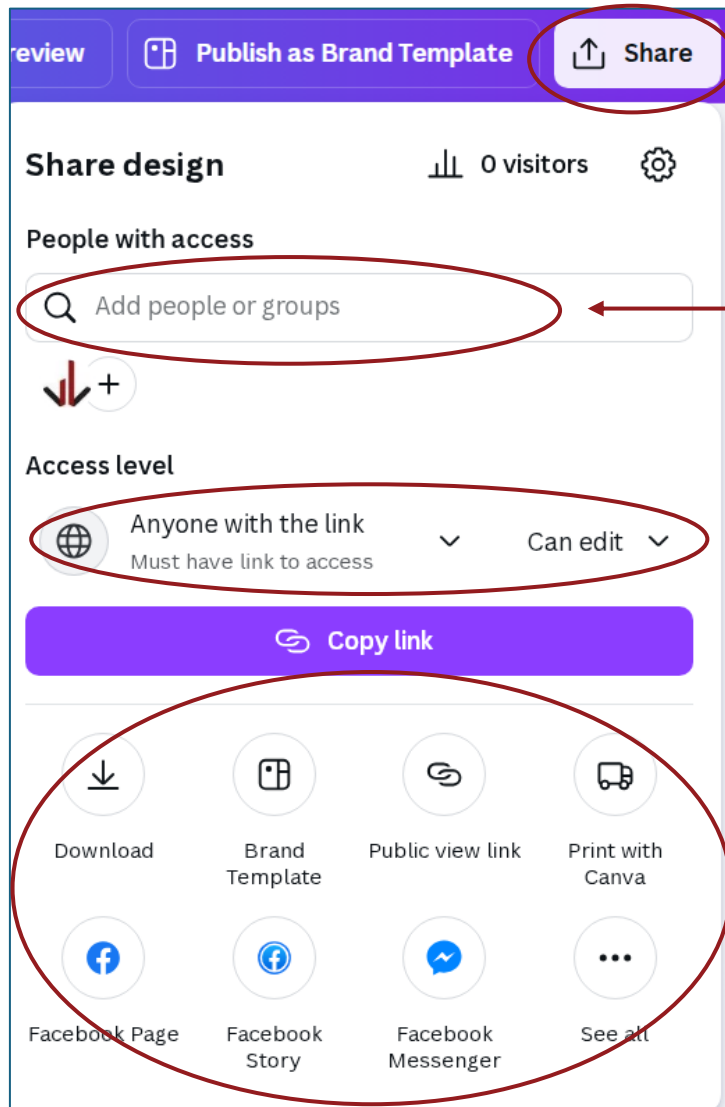 review
Publish as Brand Template
Share
Share design
0 visitors
People with access
Add people or groups
Access level
Anyone with the link
Must have link to access
Can edit
Copy link
Download
Brand
Template
Public view link
Print with
Canva
Facebook Page
Facebook
Story
Facebook
Messenger
See all